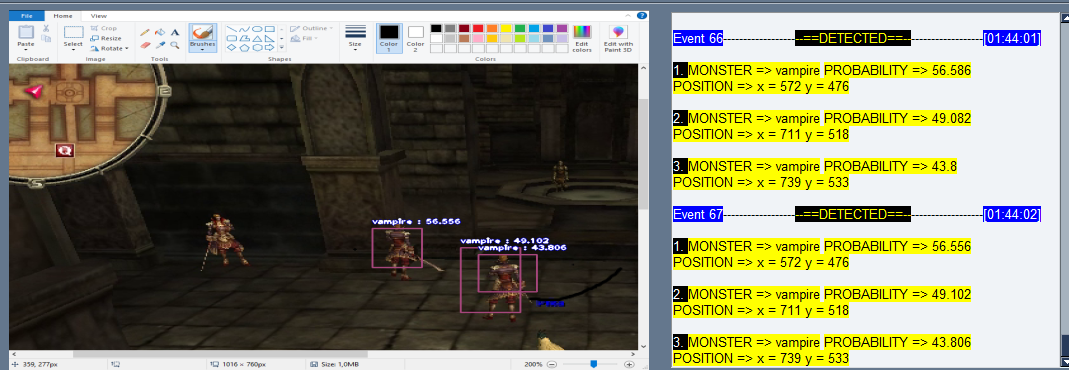 File Home View
Paste
Select
Crop
Resize
Rotate
Brushes
Outline
Fill
Size
Color
1
Color
2
Edit
colors
Edit with
Paint 3D
Clipboard Image Tools Shapes Colors
vampire : 56.556
vampire : 49.102
vampire : 43.806
359, 277px 1016 × 760px Size: 1,0MB 200%
Event 66--------------------==DETECTED==--------------------[01:44:01]
1. MONSTER => vampire PROBABILITY => 56.586
POSITION => x = 572 y = 476
2. MONSTER => vampire PROBABILITY => 49.082
POSITION => x = 711 y = 518
3. MONSTER => vampire PROBABILITY => 43.8
POSITION => x = 739 y = 533
Event 67--------------------==DETECTED==--------------------[01:44:02]
1. MONSTER => vampire PROBABILITY => 56.556
POSITION => x = 572 y = 476
2. MONSTER => vampire PROBABILITY => 49.102
POSITION => x = 711 y = 518
3. MONSTER => vampire PROBABILITY => 43.806
POSITION => x = 739 y = 533